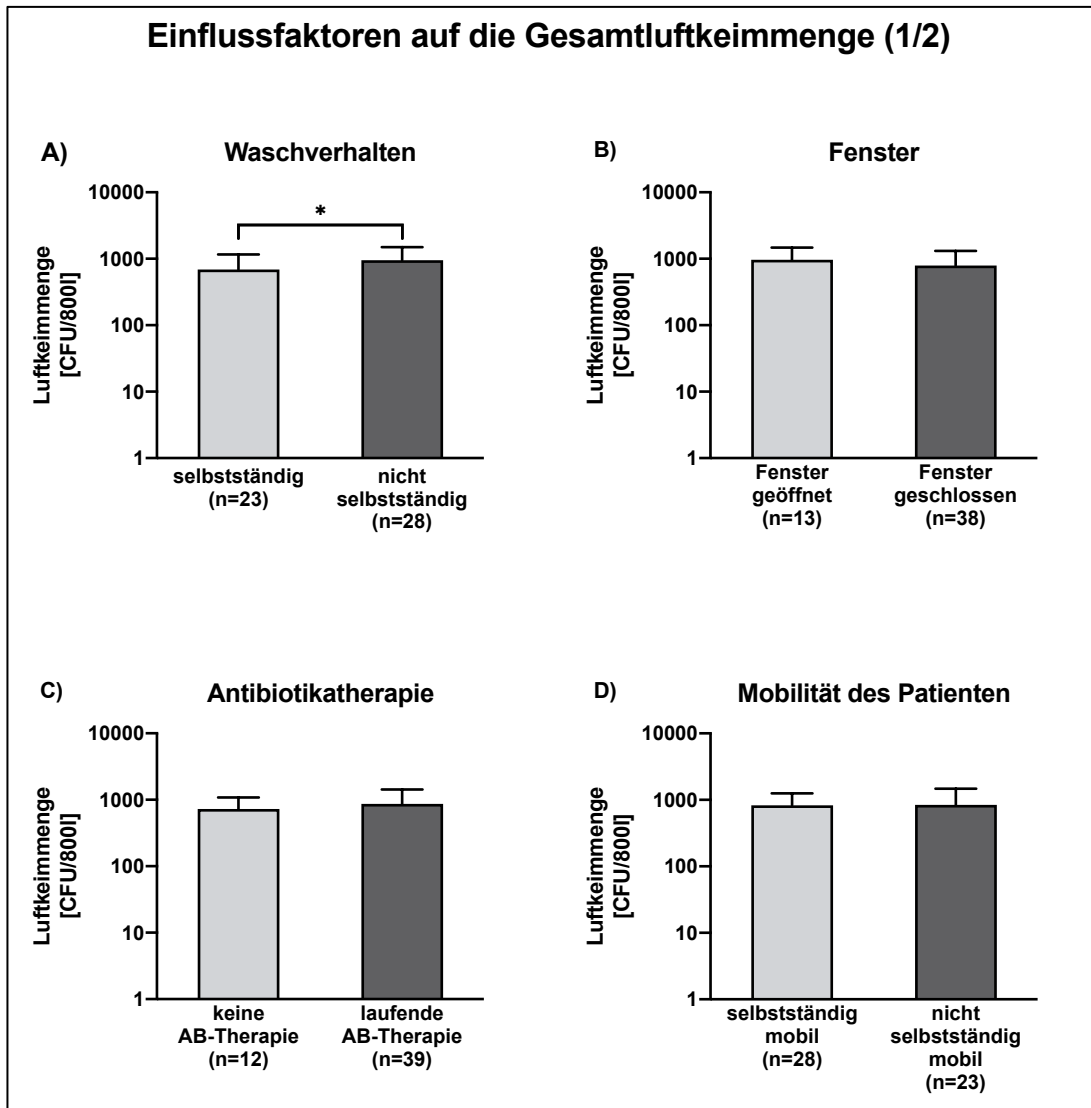 Einflussfaktoren auf die Gesamtluftkeimmenge (1/2)
A)
Waschverhalten
10000
1000
100
10
1
Luftkeimmenge
[CFU/800l]
*
selbstständig
(n=23)
nicht
selbstständig
(n=28)
B)
Fenster
10000
1000
100
10
1
Luftkeimmenge
[CFU/800l]
Fenster
geöffnet
(n=13)
Fenster
geschlossen
(n=38)
C)
Antibiotikatherapie
10000
1000
100
10
1
Luftkeimmenge
[CFU/800l]
keine
AB-Therapie
(n=12)
laufende
AB-Therapie
(n=39)
D)
Mobilität des Patienten
10000
1000
100
10
1
Luftkeimmenge
[CFU/800l]
selbstständig
mobil
(n=28)
nicht
selbstständig
mobil
(n=23)